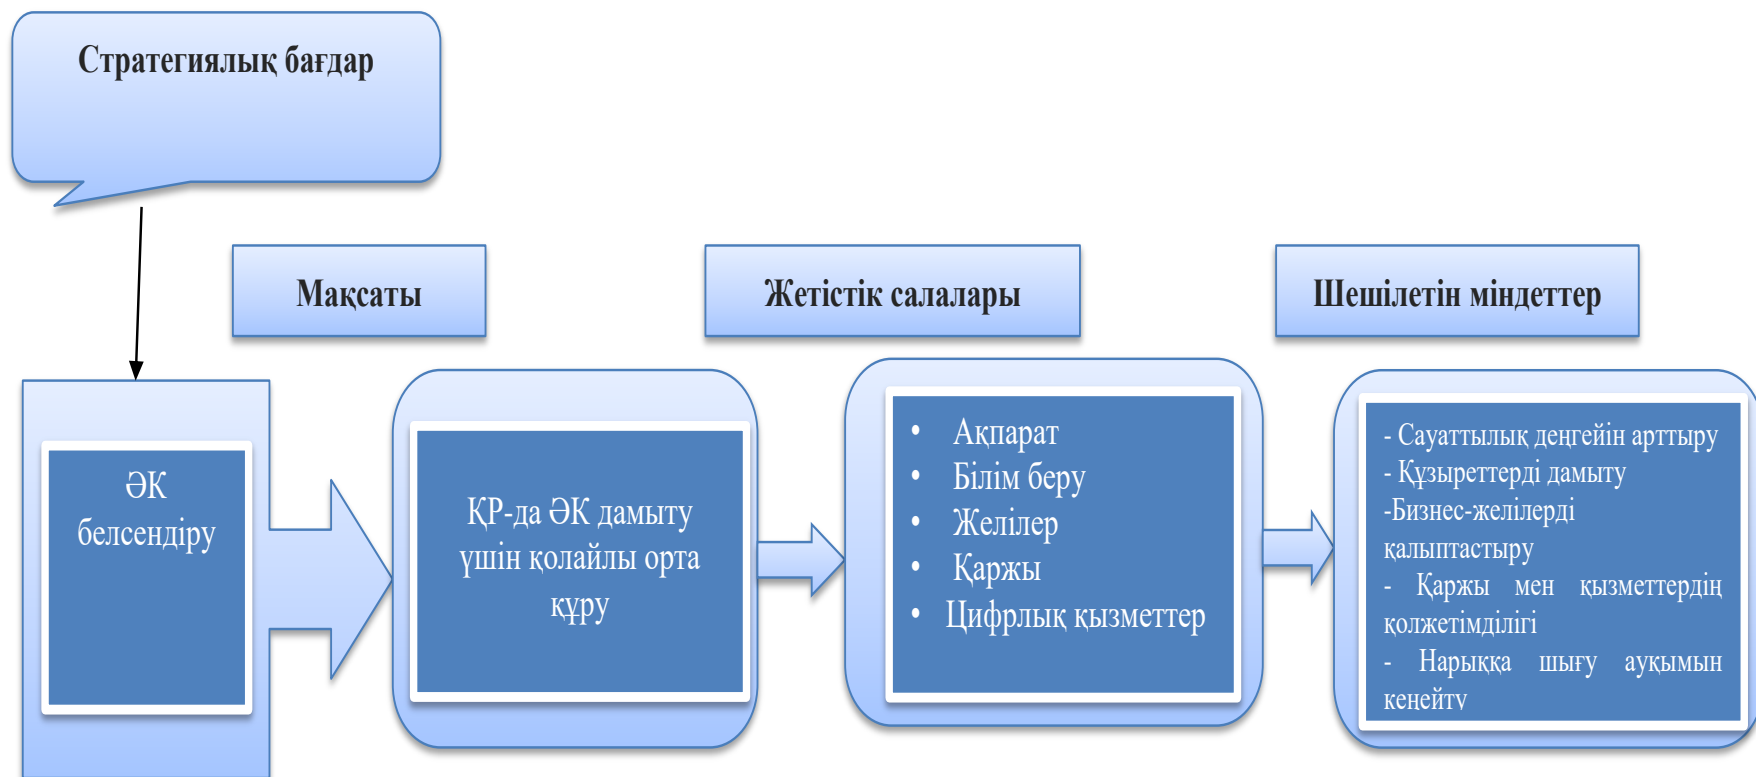 Стратегиялық бағдар
Мақсаты
Жетістік салалары
Шешілетін міндеттер
ӘК
белсендіру
ҚР-да ӘК дамыту
үшін қолайлы орта
құру
• Ақпарат
• Білім беру
• Желілер
• Қаржы
• Цифрлық қызметтер
- Сауаттылық деңгейін арттыру
- Құзыреттерді дамыту
-Бизнес-желілерді
қалыптастыру
- Қаржы мен қызметтердің
қолжетімділігі
- Нарыққа шығу ауқымын
кеңейту